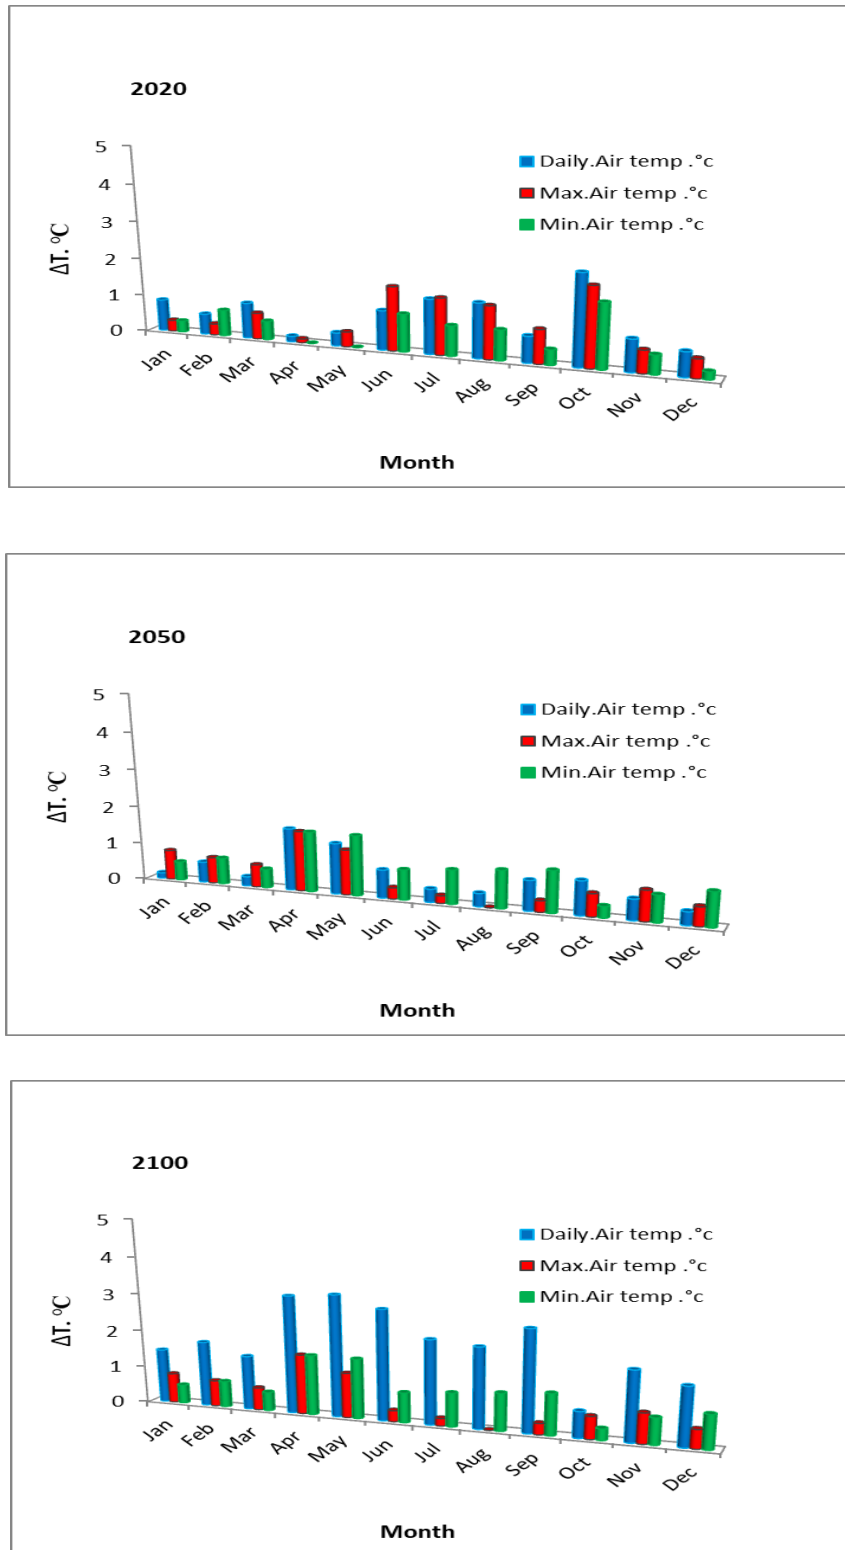 2020
5
4
3
2
1
0
ΔT. ºC
Daily.Air temp .°c
Max.Air temp .°c
Min.Air temp .°c
Jan Feb Mar Apr May Jun Jul Aug Sep Oct Nov Dec
Month
2050
5
4
3
2
1
0
ΔT. ºC
Daily.Air temp .°c
Max.Air temp .°c
Min.Air temp .°c
Jan Feb Mar Apr May Jun Jul Aug Sep Oct Nov Dec
Month
2100
5
4
3
2
1
0
ΔT. ºC
Daily.Air temp .°c
Max.Air temp .°c
Min.Air temp .°c
Jan Feb Mar Apr May Jun Jul Aug Sep Oct Nov Dec
Month